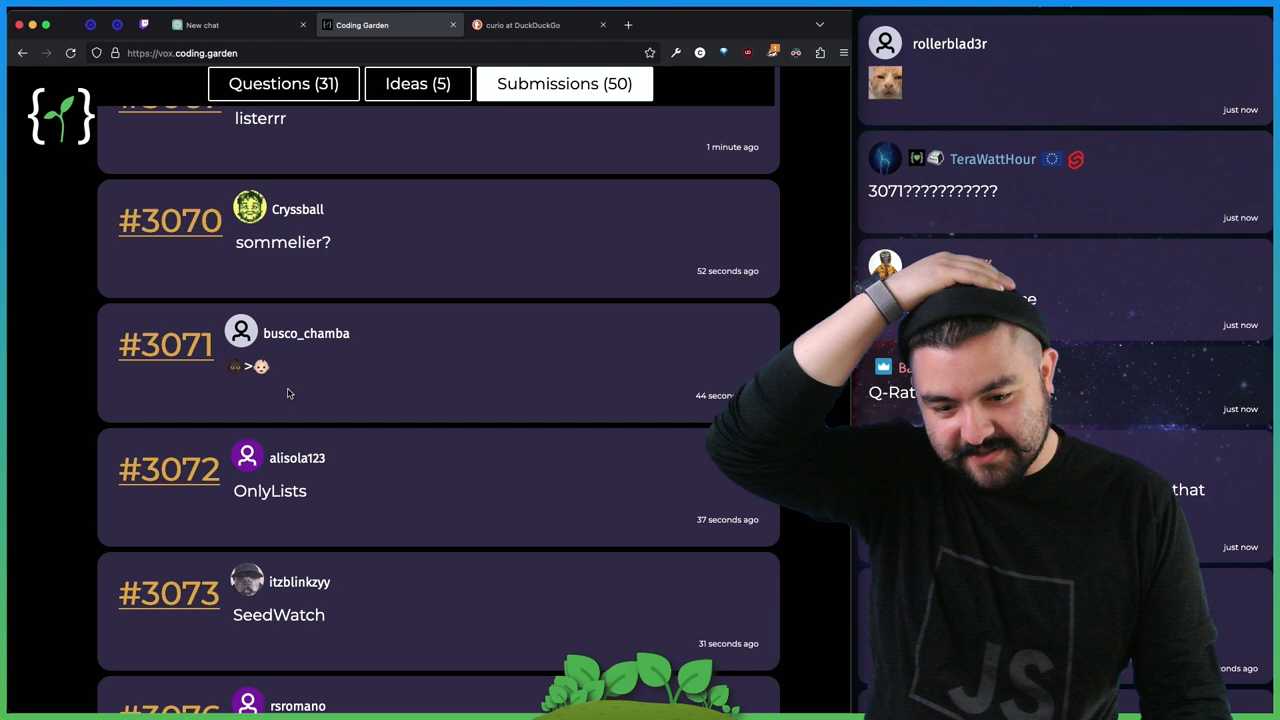 New chat
Coding Garden
curio at DuckDuckGo
https://vox.coding.garden
Questions (31)
Ideas (5)
Submissions (50)
listerrr
1 minute ago
#3070
Cryssball
sommelier?
52 seconds ago
#3071
busco_chamba
>
44
#3072
alisola123
OnlyLists
37 seconds ago
#3073
itzblinkzyy
SeedWatch
31 seconds ago
rsromano
rollerblad3r
just now
TeraWattHour
3071???????????
just now
just now
just now
that
just now
ago
JS